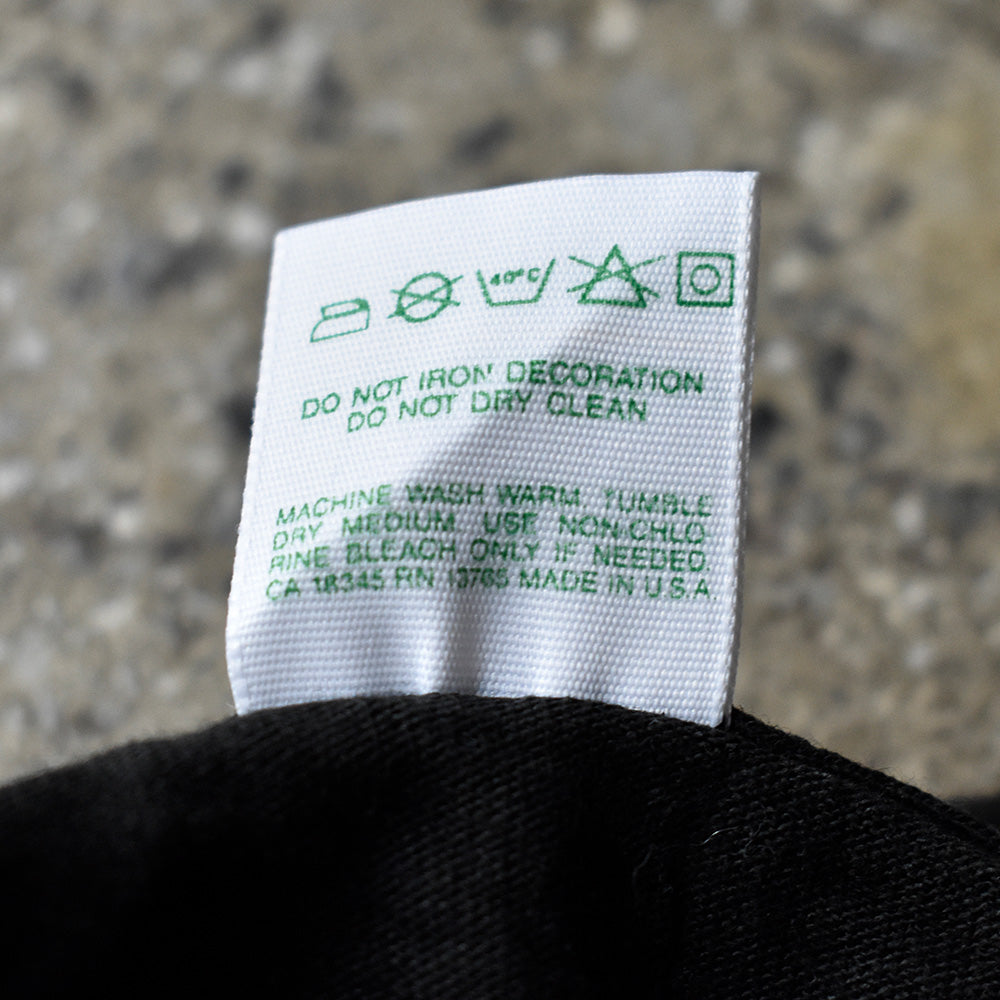 40°C
DO NOT IRON DECORATION
DO NOT DRY CLEAN
MACHINE WASH WARM. TUMBLE
DRY MEDIUM. USE NON-CHLO
RINE BLEACH ONLY IF NEEDED.
CA 18345 RN 13765 MADE IN U.S.A.